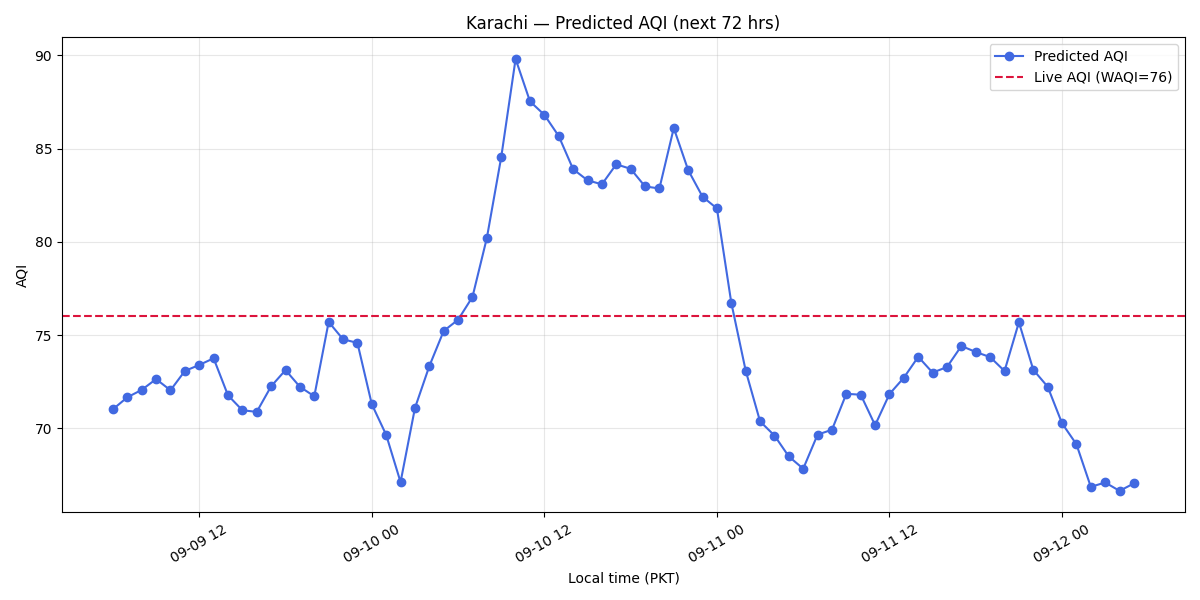 Karachi — Predicted AQI (next 72 hrs)
Predicted AQI
Live AQI (WAQI=76)
AQI
90
85
80
75
70
09-09 12
09-10 00
09-10 12
09-11 00
09-11 12
09-12 00
Local time (PKT)